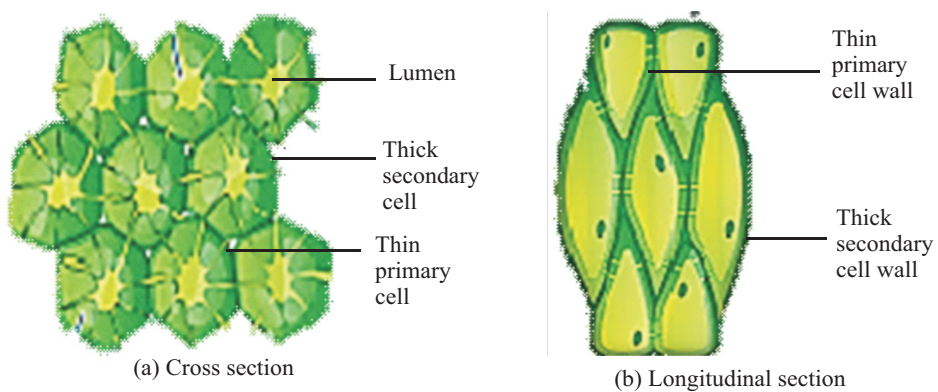 Lumen
Thick
secondary
cell
Thin
primary
cell
(a) Cross section
Thin
primary
cell wall
Thick
secondary
cell wall
(b) Longitudinal section